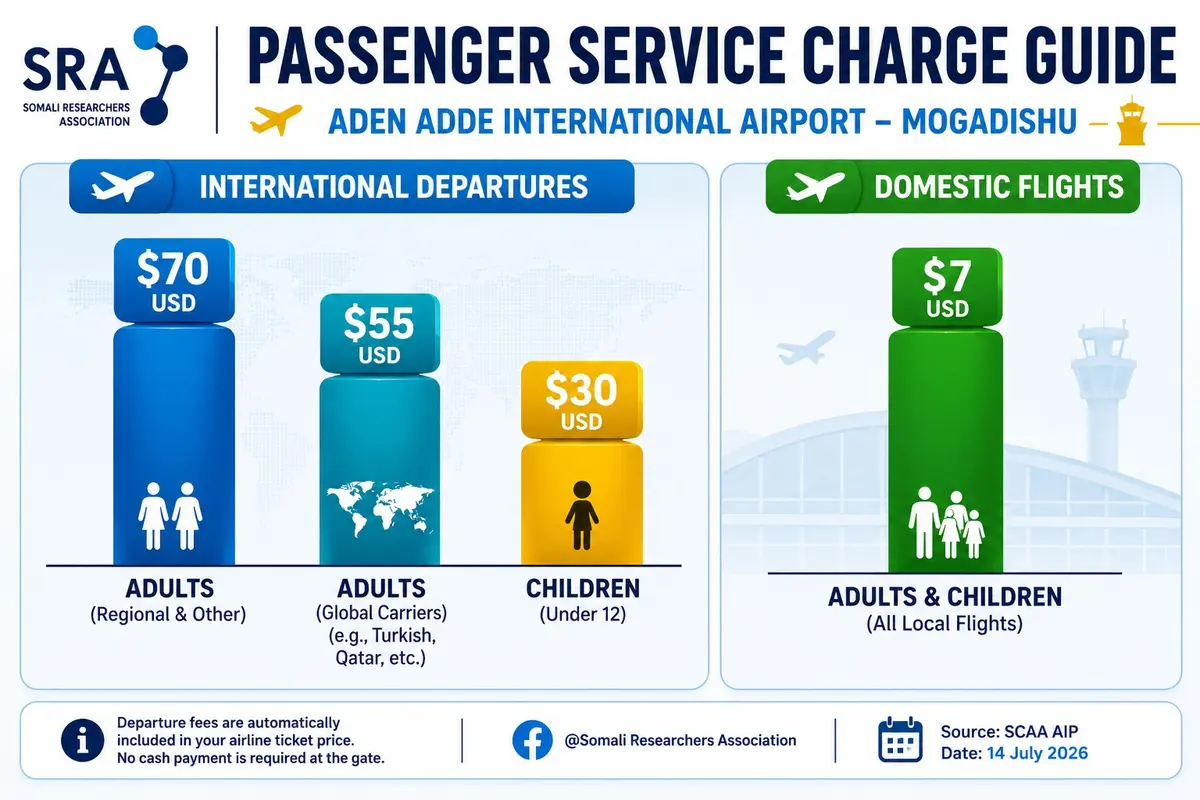 SRA
SOMALI RESEARCHERS
ASSOCIATION
PASSENGER SERVICE CHARGE GUIDE
ADEN ADDE INTERNATIONAL AIRPORT – MOGADISHU
INTERNATIONAL DEPARTURES
$70
USD
ADULTS
(Regional & Other)
$55
USD
ADULTS
(Global Carriers)
(e.g., Turkish,
Qatar, etc.)
$30
USD
CHILDREN
(Under 12)
DOMESTIC FLIGHTS
$7
USD
ADULTS & CHILDREN
(All Local Flights)
Departure fees are automatically
included in your airline ticket price.
No cash payment is required at the gate.
@Somali Researchers Association
Source: SCAA AIP
Date: 14 July 2026